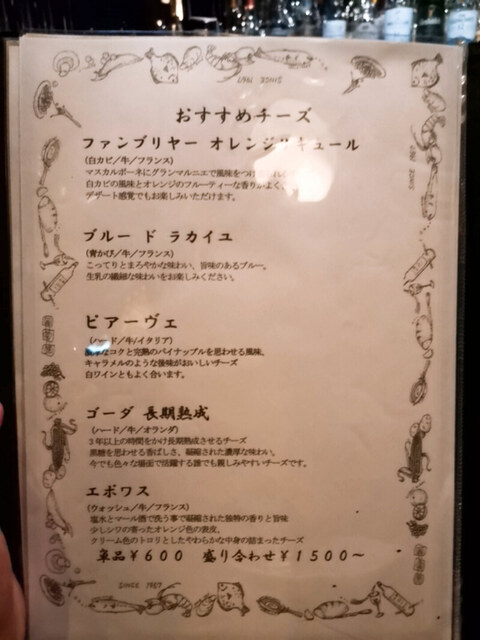 SINCE 1967
おすすめチーズ
ファンブリヤー オレンジリキュール
(白カビ/牛/フランス)
マスカルポーネにグランマルニエで風味をつけ
白カビの風味とオレンジのフルーティーな香りがよく
デザート感覚でもお楽しみいただけます。
ブルー ド ラカイユ
(青かび/牛/フランス)
こってりとまろやかな味わい、旨味のあるブルー。
生乳の繊細な味わいをお楽しみください。
ピアーヴェ
(ハード/牛/イタリア)
なコクと完熟のパイナップルを思わせる風味。
キャラメルのような後味がおいしいチーズ
白ワインともよく合います。
ゴーダ 長期熟成
(ハード/牛/オランダ)
3年以上の時間をかけ長期熟成させるチーズ
黒糖を思わせる香ばしさ、凝縮された濃厚な味わい。
今でも色々な場面で活躍する誰でも親しみやすいチーズです。
エポワス
(ウォッシュ/牛/フランス)
塩水とマール酒で洗う事で凝縮された独特の香りと旨味
少しシワの寄ったオレンジ色の表皮。
クリーム色のトロリとしたやわらかな中身の詰まったチーズ
単品¥600 盛り合わせ¥1500〜
SINCE 1967